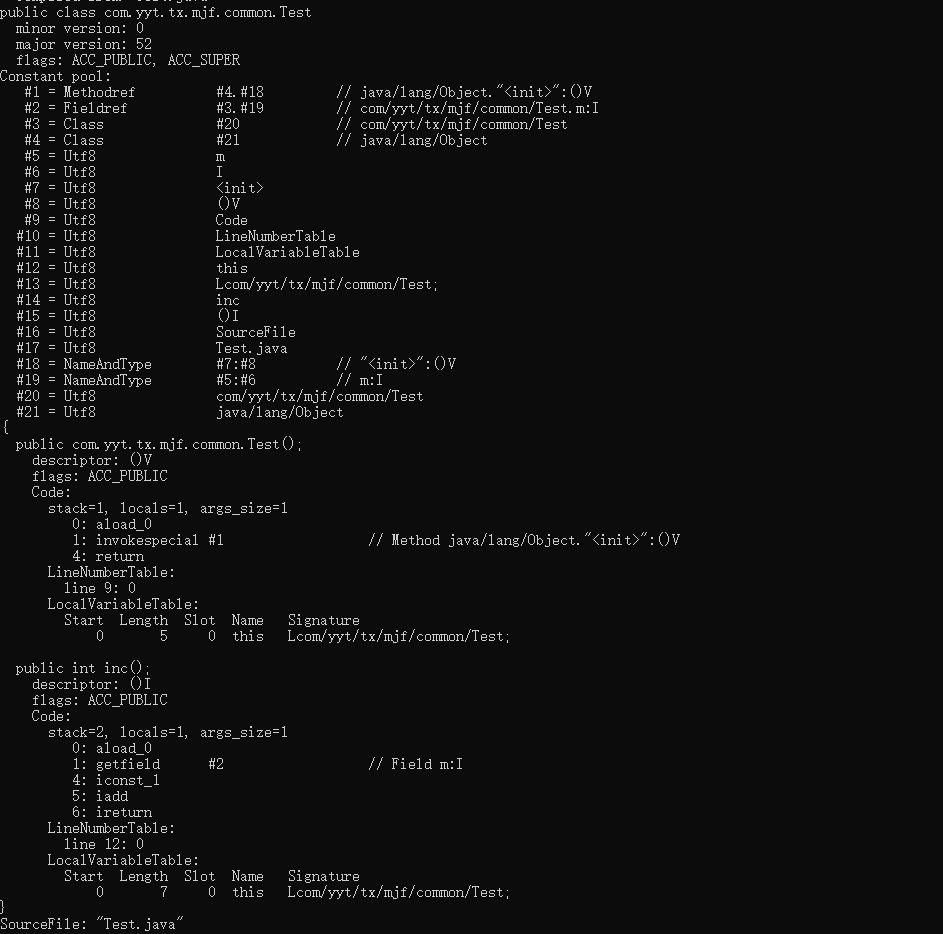 public class com.yyt.tx.mjf.common.Test
  minor version: 0
  major version: 52
  flags: ACC_PUBLIC, ACC_SUPER
Constant pool:
   #1 = Methodref          #4.#18         // java/lang/Object."<init>":()V
   #2 = Fieldref           #3.#19         // com/yyt/tx/mjf/common/Test.m:I
   #3 = Class              #20            // com/yyt/tx/mjf/common/Test
   #4 = Class              #21            // java/lang/Object
   #5 = Utf8               m
   #6 = Utf8               I
   #7 = Utf8               <init>
   #8 = Utf8               ()V
   #9 = Utf8               Code
  #10 = Utf8               LineNumberTable
  #11 = Utf8               LocalVariableTable
  #12 = Utf8               this
  #13 = Utf8               Lcom/yyt/tx/mjf/common/Test;
  #14 = Utf8               inc
  #15 = Utf8               ()I
  #16 = Utf8               SourceFile
  #17 = Utf8               Test.java
  #18 = NameAndType        #7:#8          // "<init>":()V
  #19 = NameAndType        #5:#6          // m:I
  #20 = Utf8               com/yyt/tx/mjf/common/Test
  #21 = Utf8               java/lang/Object
{
  public com.yyt.tx.mjf.common.Test();
    descriptor: ()V
    flags: ACC_PUBLIC
    Code:
      stack=1, locals=1, args_size=1
         0: aload_0
         1: invokespecial #1                  // Method java/lang/Object."<init>":()V
         4: return
      LineNumberTable:
        line 9: 0
      LocalVariableTable:
        Start  Length  Slot  Name   Signature
            0       5     0  this   Lcom/yyt/tx/mjf/common/Test;
  public int inc();
    descriptor: ()I
    flags: ACC_PUBLIC
    Code:
      stack=2, locals=1, args_size=1
         0: aload_0
         1: getfield      #2                  // Field m:I
         4: iconst_1
         5: iadd
         6: ireturn
      LineNumberTable:
        line 12: 0
      LocalVariableTable:
        Start  Length  Slot  Name   Signature
            0       7     0  this   Lcom/yyt/tx/mjf/common/Test;
}
SourceFile: "Test.java"